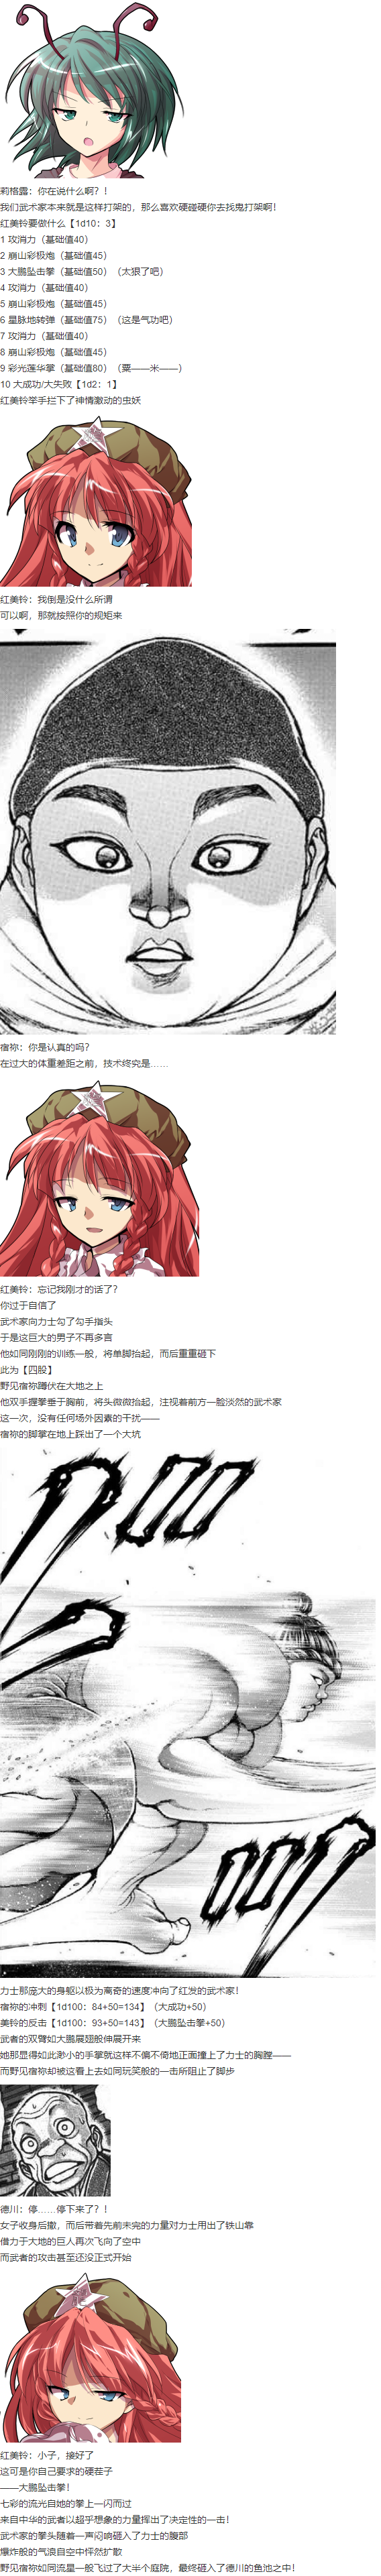 莉格露：你在说什么啊？！
我们武术家本来就是这样打架的，那么喜欢硬碰硬你去找鬼打架啊！
红美铃要做什么【1d10：3】
1 攻消力（基础值40）
2 崩山彩极炮（基础值45）
3 大鹏坠击拳（基础值50）（太狠了吧）
4 攻消力（基础值40）
5 崩山彩极炮（基础值45）
6 星脉地转弹（基础值75）（这是气功吧）
7 攻消力（基础值40）
8 崩山彩极炮（基础值45）
9 彩光莲华掌（基础值80）（粟——米——）
10 大成功/大失败【1d2：1】
红美铃举手拦下了神情激动的虫妖
红美铃：我倒是没什么所谓
可以啊，那就按照你的规矩来
宿祢：你是认真的吗？
在过大的体重差距之前，技术终究是……
红美铃：忘记我刚才的话了？
你过于自信了
武术家向力士勾了勾手指头
于是这巨大的男子不再多言
他如同刚刚的训练一般，将单脚抬起，而后重重砸下
此为【四股】
野见宿祢蹲伏在大地之上
他双手握拳垂于胸前，将头微微抬起，注视着前方一脸淡然的武术家
这一次，没有任何场外因素的干扰——
宿祢的脚掌在地上踩出了一个大坑
力士那庞大的身躯以极为离奇的速度冲向了红发的武术家！
宿祢的冲刺【1d100：84+50=134】（大成功+50）
美铃的反击【1d100：93+50=143】（大鹏坠击拳+50）
武者的双臂如大鹏展翅般伸展开来
她那显得如此渺小的手掌就这样不偏不倚地正面撞上了力士的胸膛——
而野见宿祢却被这看上去如同玩笑般的一击所阻止了脚步
德川：停……停下来了？！
女子收身后撤，而后带着先前未完的力量对力士用出了铁山靠
借力于大地的巨人再次飞向了空中
而武者的攻击甚至还没正式开始
红美铃：小子，接好了
这可是你自己要求的硬茬子
——大鹏坠击拳！
七彩的流光自她的拳上一闪而过
来自中华的武者以超乎想象的力量挥出了决定性的一击！
武术家的拳头随着一声闷响砸入了力士的腹部
爆炸般的气浪自空中怦然扩散
野见宿祢如同流星一般飞过了大半个庭院，最终砸入了德川的鱼池之中！